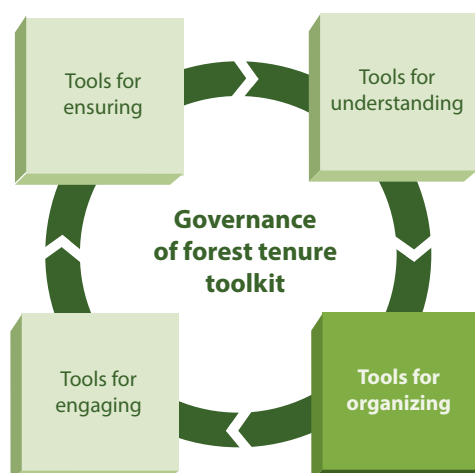 Tools for
ensuring
Tools for
understanding
Governance
of forest tenure
toolkit
Tools for
engaging
Tools for
organizing